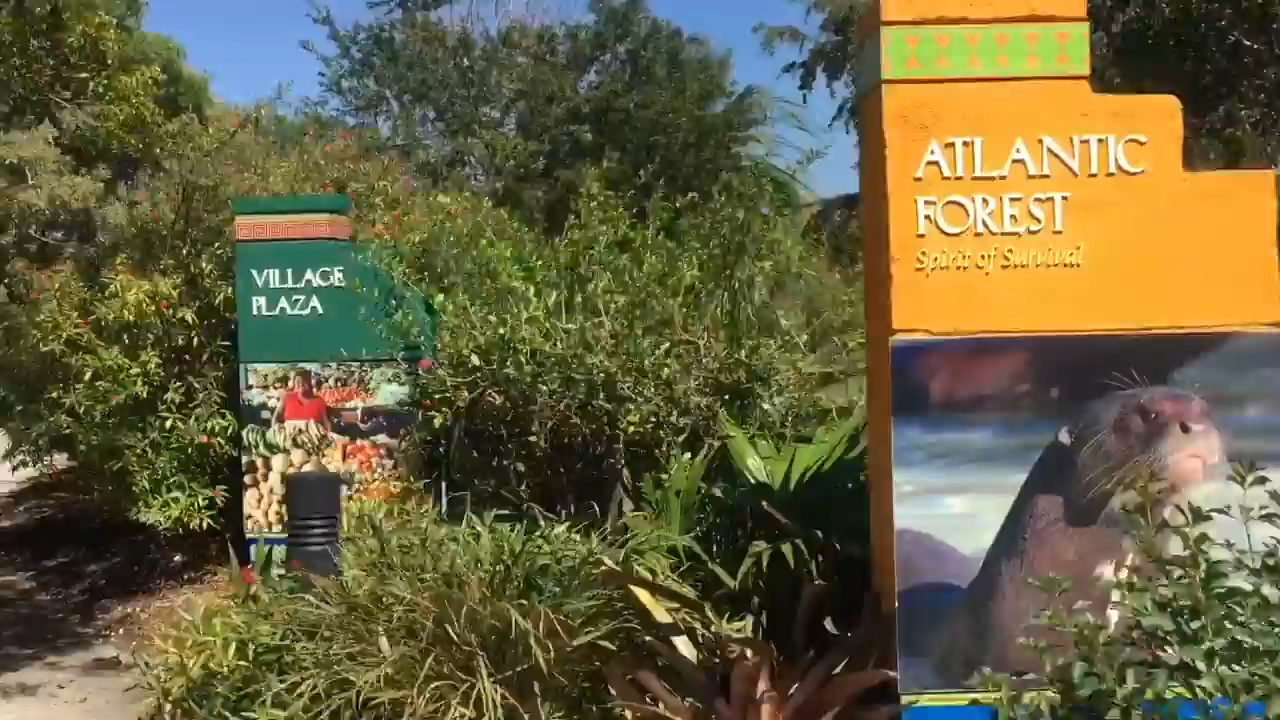 VILLAGE
PLAZA
ATLANTIC
FOREST
Spirit of Survival